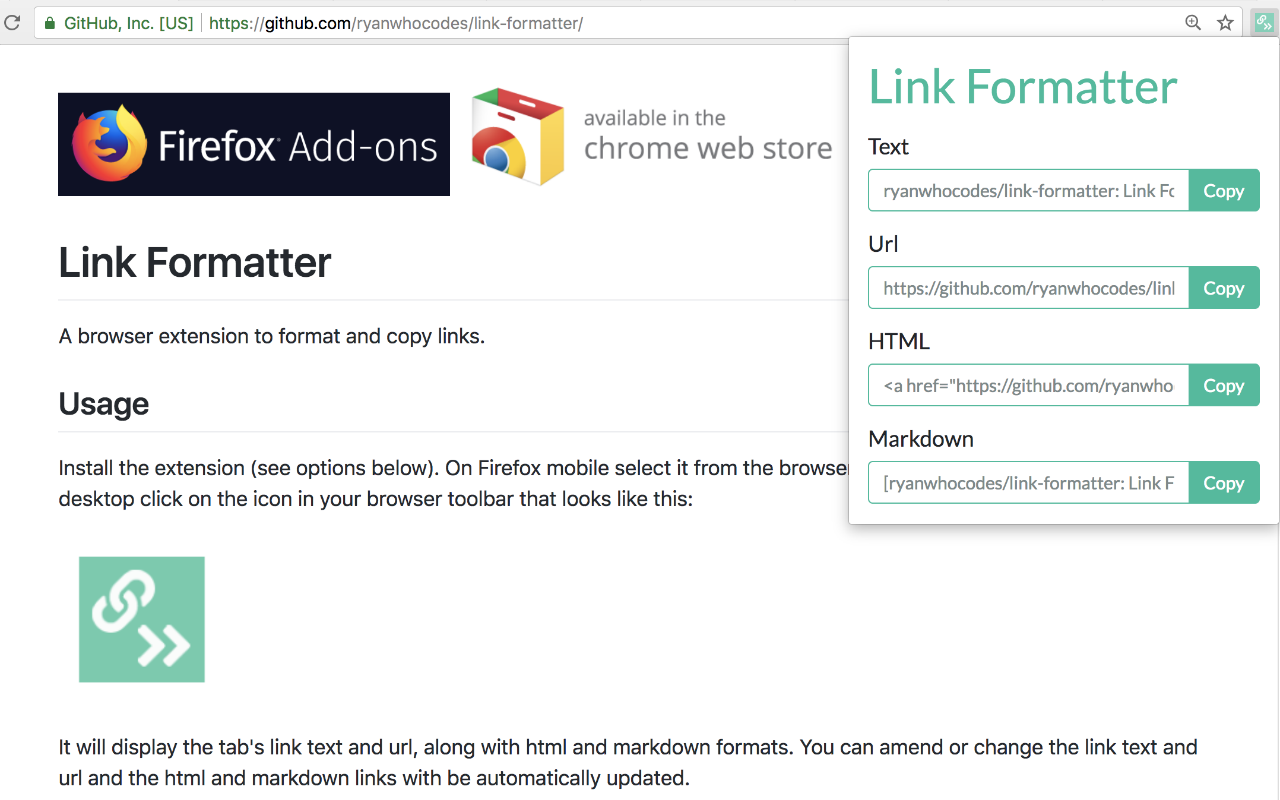 GitHub, Inc. [US] https://github.com/ryanwhocodes/link-formatter/
Firefox Add-ons
available in the
chrome web store
Link Formatter
A browser extension to format and copy links.
Usage
Install the extension (see options below). On Firefox mobile select it from the browser
desktop click on the icon in your browser toolbar that looks like this:
It will display the tab's link text and url, along with html and markdown formats. You can amend or change the link text and
url and the html and markdown links with be automatically updated.
Link Formatter
Text
ryanwhocodes/link-formatter: Link Fo Copy
Url
https://github.com/ryanwhocodes/link Copy
HTML
<a href="https://github.com/ryanwho Copy
Markdown
[ryanwhocodes/link-formatter: Link F Copy